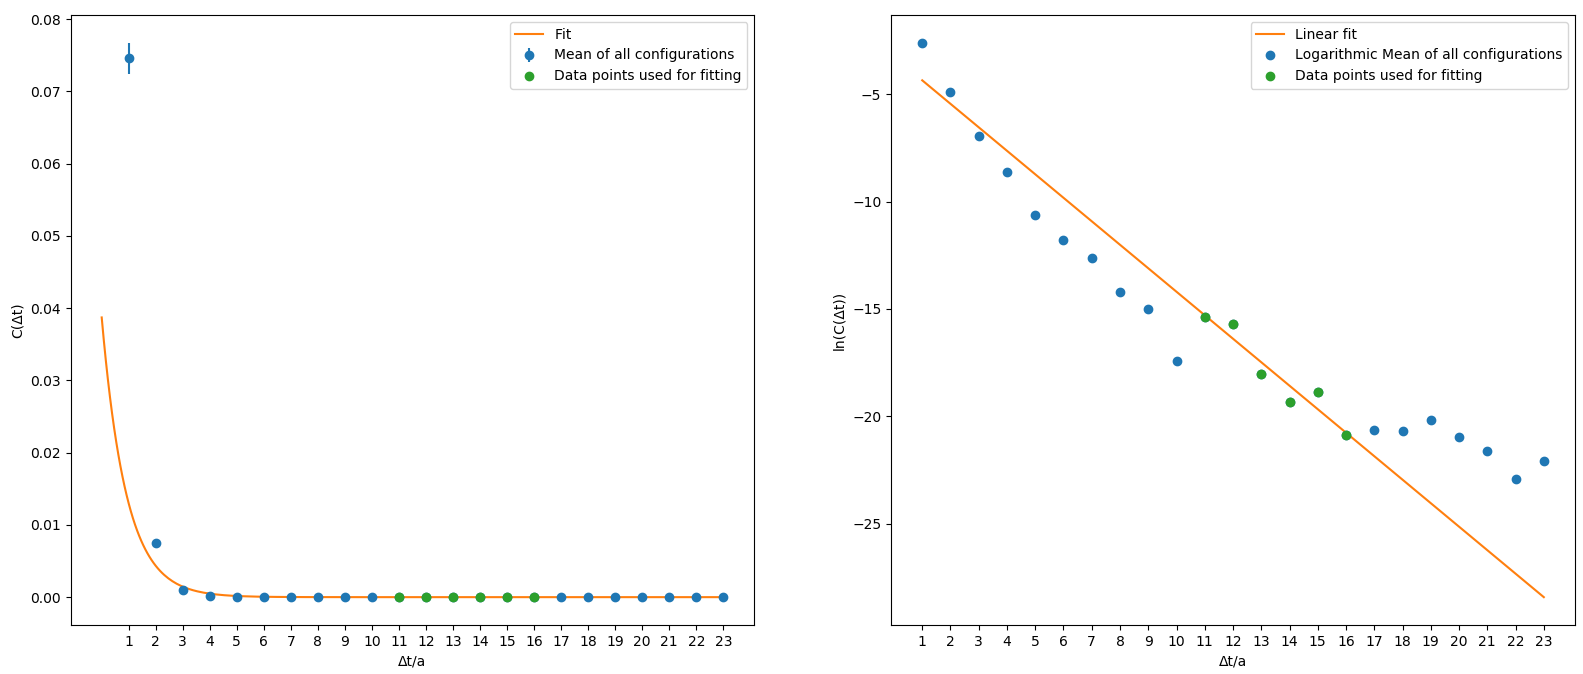 0.08
0.07
0.06
0.05
0.04
0.03
0.02
0.01
0.00
C(Δt)
1 2 3 4 5 6 7 8 9 10 11 12 13 14 15 16 17 18 19 20 21 22 23
Δt/a
Fit
Mean of all configurations
Data points used for fitting
−5
−10
−15
−20
−25
ln(C(Δt))
1 2 3 4 5 6 7 8 9 10 11 12 13 14 15 16 17 18 19 20 21 22 23
Δt/a
Linear fit
Logarithmic Mean of all configurations
Data points used for fitting